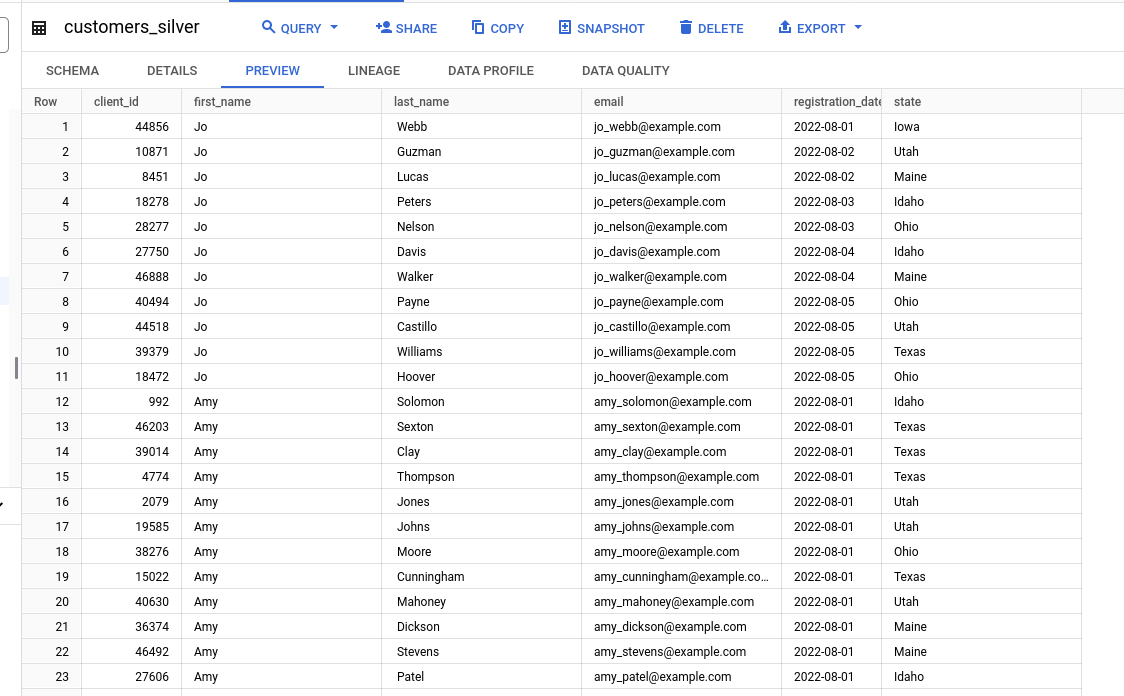 customers_silver QUERY SHARE COPY SNAPSHOT DELETE EXPORT
SCHEMA DETAILS PREVIEW LINEAGE DATA PROFILE DATA QUALITY
Row client_id first_name last_name email registration_date state
1 44856 Jo Webb jo_webb@example.com 2022-08-01 Iowa
2 10871 Jo Guzman jo_guzman@example.com 2022-08-02 Utah
3 8451 Jo Lucas jo_lucas@example.com 2022-08-02 Maine
4 18278 Jo Peters jo_peters@example.com 2022-08-03 Idaho
5 28277 Jo Nelson jo_nelson@example.com 2022-08-03 Ohio
6 27750 Jo Davis jo_davis@example.com 2022-08-04 Idaho
7 46888 Jo Walker jo_walker@example.com 2022-08-04 Maine
8 40494 Jo Payne jo_payne@example.com 2022-08-05 Ohio
9 44518 Jo Castillo jo_castillo@example.com 2022-08-05 Utah
10 39379 Jo Williams jo_williams@example.com 2022-08-05 Texas
11 18472 Jo Hoover jo_hoover@example.com 2022-08-05 Ohio
12 992 Amy Solomon amy_solomon@example.com 2022-08-01 Idaho
13 46203 Amy Sexton amy_sexton@example.com 2022-08-01 Texas
14 39014 Amy Clay amy_clay@example.com 2022-08-01 Texas
15 4774 Amy Thompson amy_thompson@example.com 2022-08-01 Texas
16 2079 Amy Jones amy_jones@example.com 2022-08-01 Utah
17 19585 Amy Johns amy_johns@example.com 2022-08-01 Utah
18 38276 Amy Moore amy_moore@example.com 2022-08-01 Ohio
19 15022 Amy Cunningham amy_cunningham@example.co… 2022-08-01 Texas
20 40630 Amy Mahoney amy_mahoney@example.com 2022-08-01 Utah
21 36374 Amy Dickson amy_dickson@example.com 2022-08-01 Maine
22 46492 Amy Stevens amy_stevens@example.com 2022-08-01 Maine
23 27606 Amy Patel amy_patel@example.com 2022-08-01 Idaho